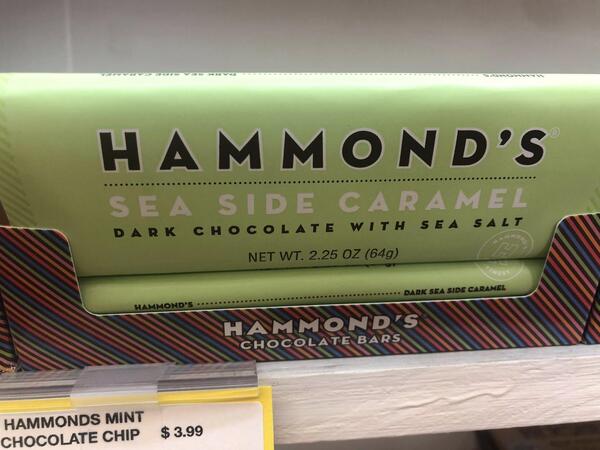 HAMMOND'S®
SEA SIDE CARAMEL
DARK CHOCOLATE WITH SEA SALT
NET WT. 2.25 OZ (64g)
HAMMOND'S DARK SEA SIDE CARAMEL
HAMMOND'S
CHOCOLATE BARS
HAMMONDS MINT
CHOCOLATE CHIP $3.99